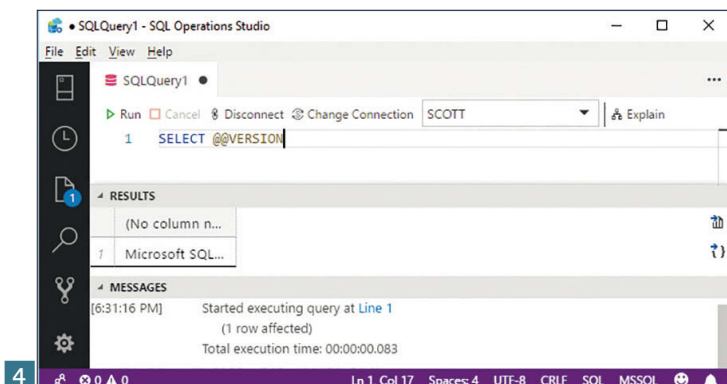 ● SQLQuery1 - SQL Operations Studio
File Edit View Help
SQLQuery1 ● ...
Run Cancel Disconnect Change Connection SCOTT Explain
1 SELECT @@VERSION
RESULTS
(No column n...
1 Microsoft SQL...
MESSAGES
[6:31:16 PM] Started executing query at Line 1
(1 row affected)
Total execution time: 00:00:00.083
1
4
0 0 Ln 1, Col 17 Spaces: 4 UTF-8 CRLF SQL MSSQL